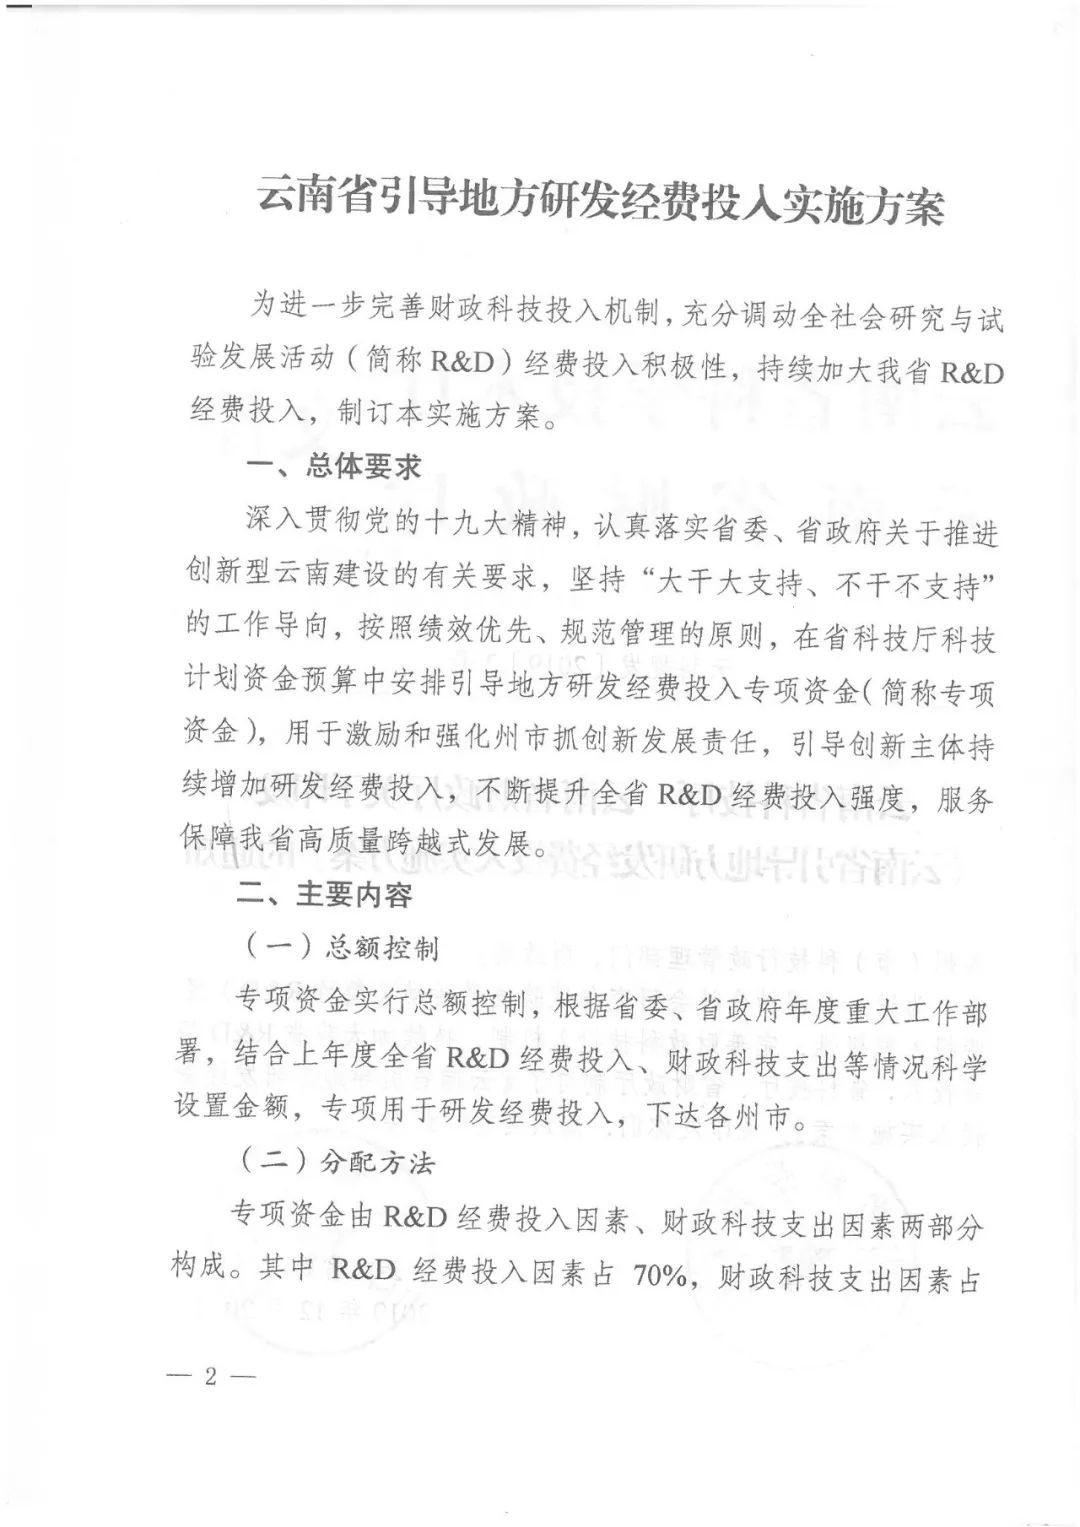 云南省引导地方研发经费投入实施方案
为进一步完善财政科技投入机制，充分调动全社会研究与试
验发展活动（简称 R&D）经费投入积极性，持续加大我省 R&D
经费投入，制订本实施方案。
一、总体要求
深入贯彻党的十九大精神，认真落实省委、省政府关于推进
创新型云南建设的有关要求，坚持“大干大支持、不干不支持”
的工作导向，按照绩效优先、规范管理的原则，在省科技厅科技
计划资金预算中安排引导地方研发经费投入专项资金（简称专项
资金），用于激励和强化州市抓创新发展责任，引导创新主体持
续增加研发经费投入，不断提升全省 R&D 经费投入强度，服务
保障我省高质量跨越式发展。
二、主要内容
（一）总额控制
专项资金实行总额控制，根据省委、省政府年度重大工作部
署，结合上年度全省 R&D 经费投入、财政科技支出等情况科学
设置金额，专项用于研发经费投入，下达各州市。
（二）分配方法
专项资金由 R&D 经费投入因素、财政科技支出因素两部分
构成。其中 R&D 经费投入因素占 70%，财政科技支出因素占
— 2 —